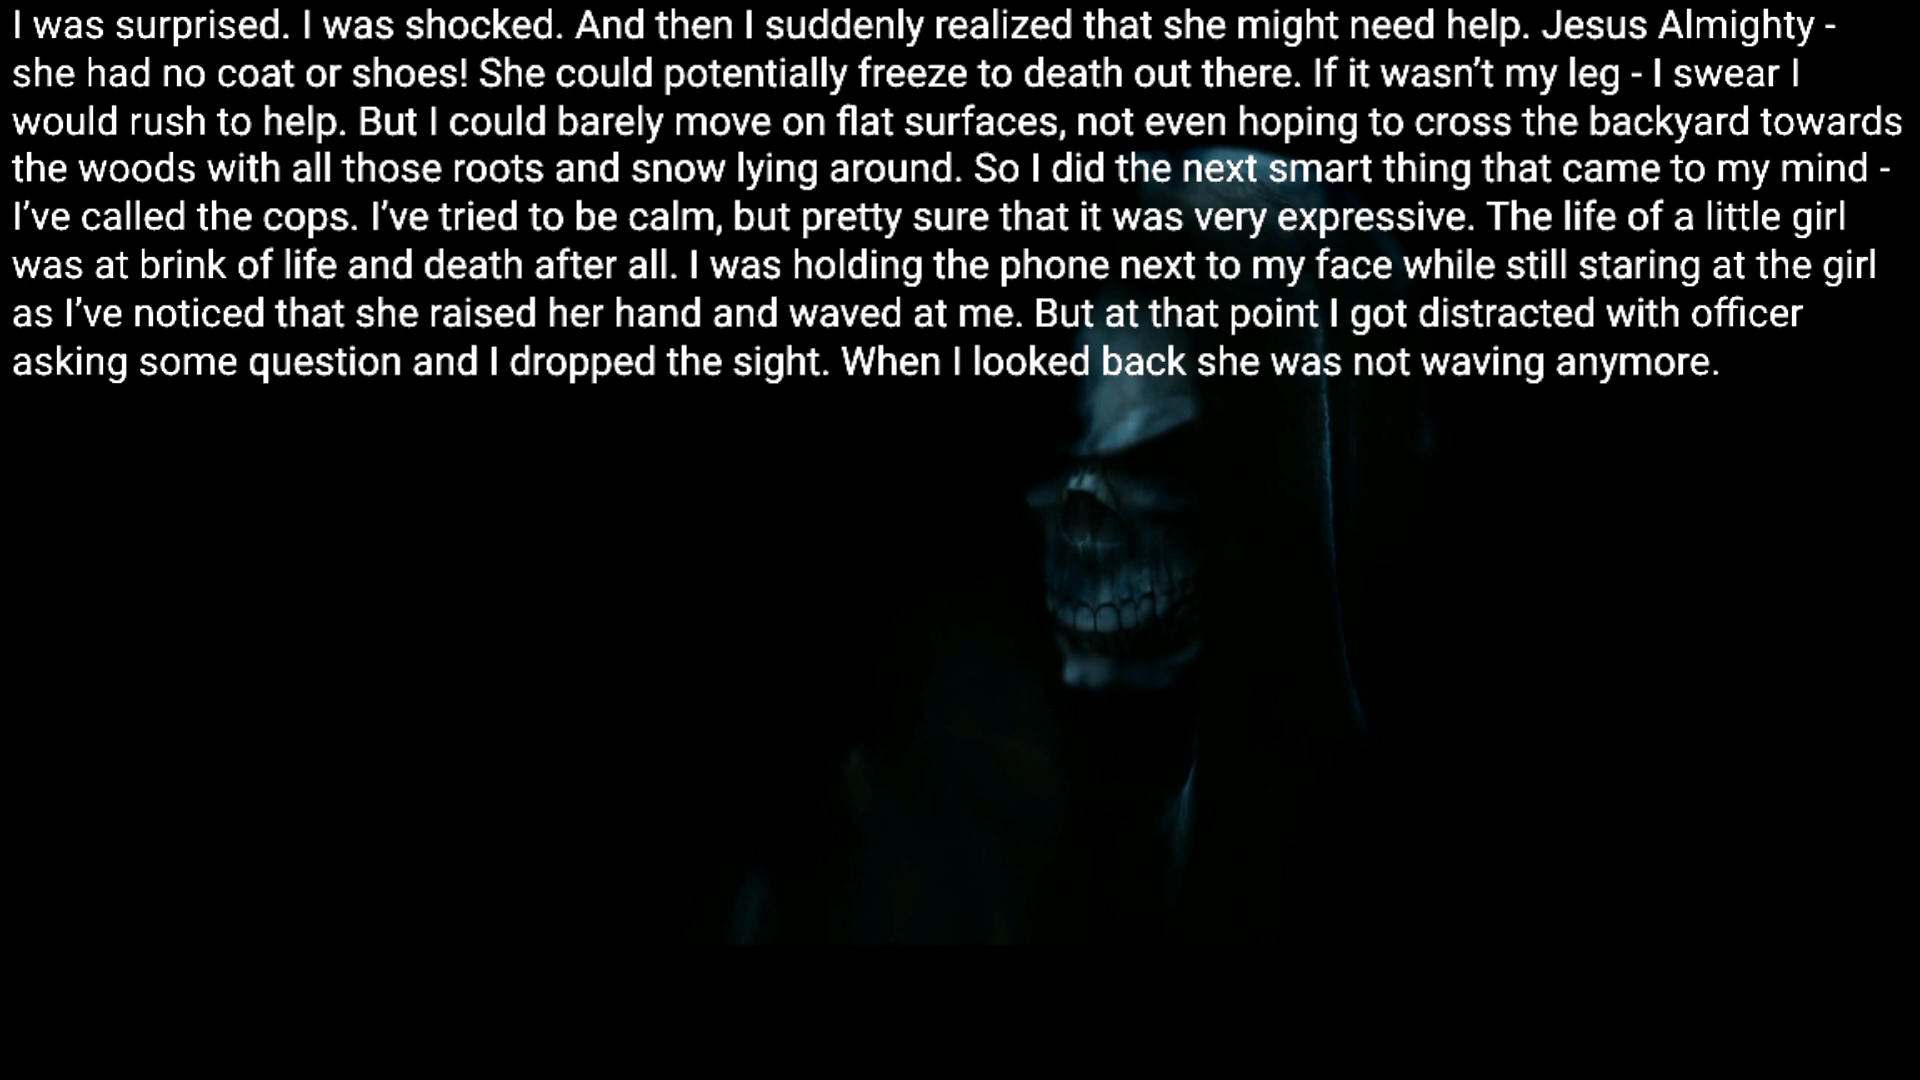 I was surprised. I was shocked. And then I suddenly realized that she might need help. Jesus Almighty -
she had no coat or shoes! She could potentially freeze to death out there. If it wasn’t my leg - I swear I
would rush to help. But I could barely move on flat surfaces, not even hoping to cross the backyard towards
the woods with all those roots and snow lying around. So I did the next smart thing that came to my mind -
I’ve called the cops. I’ve tried to be calm, but pretty sure that it was very expressive. The life of a little girl
was at brink of life and death after all. I was holding the phone next to my face while still staring at the girl
as I’ve noticed that she raised her hand and waved at me. But at that point I got distracted with officer
asking some question and I dropped the sight. When I looked back she was not waving anymore.